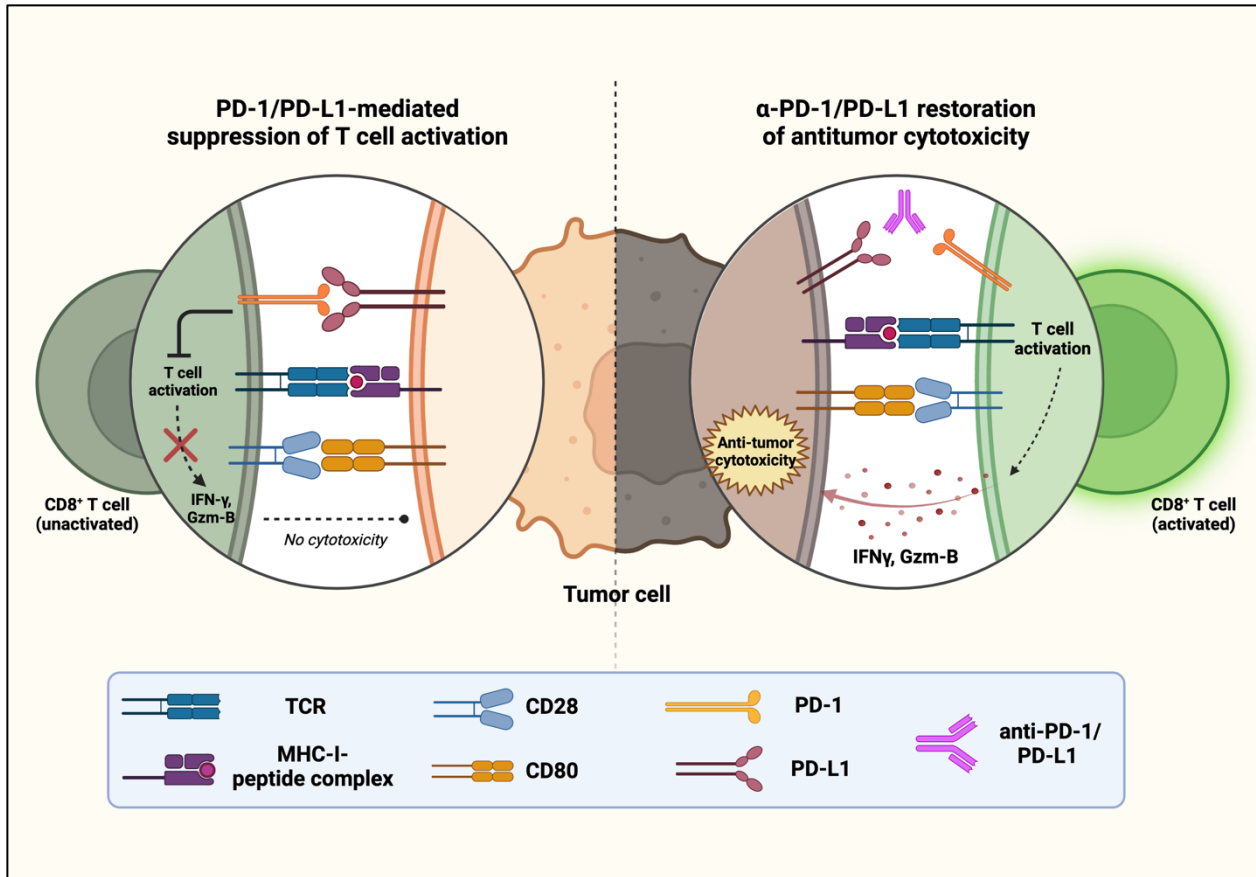 PD-1/PD-L1-mediated
suppression of T cell activation
α-PD-1/PD-L1 restoration
of antitumor cytotoxicity
T cell
activation
IFN-γ,
Gzm-B
No cytotoxicity
CD8⁺ T cell
(unactivated)
T cell
activation
Anti-tumor
cytotoxicity
IFNγ, Gzm-B
CD8⁺ T cell
(activated)
Tumor cell
TCR
CD28
PD-1
anti-PD-1/
PD-L1
MHC-I-
peptide complex
CD80
PD-L1